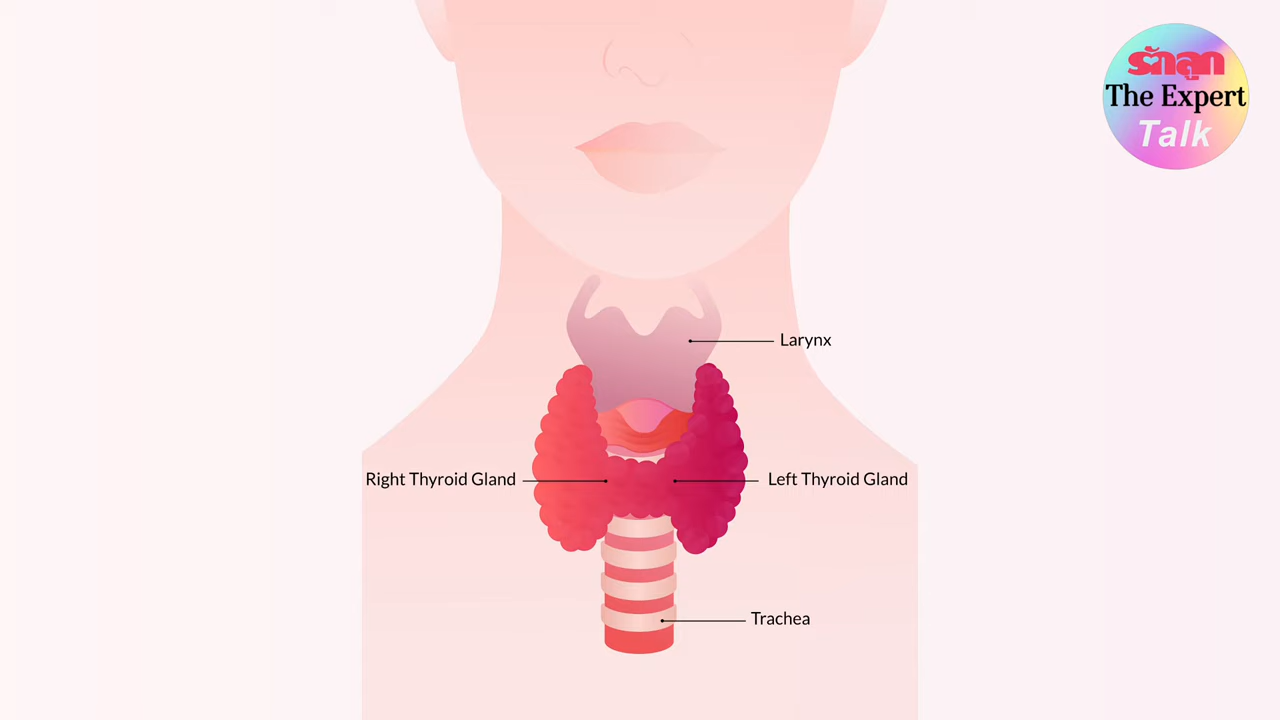 รักลูก
The Expert
Talk
Larynx
Right Thyroid Gland
Left Thyroid Gland
Trachea